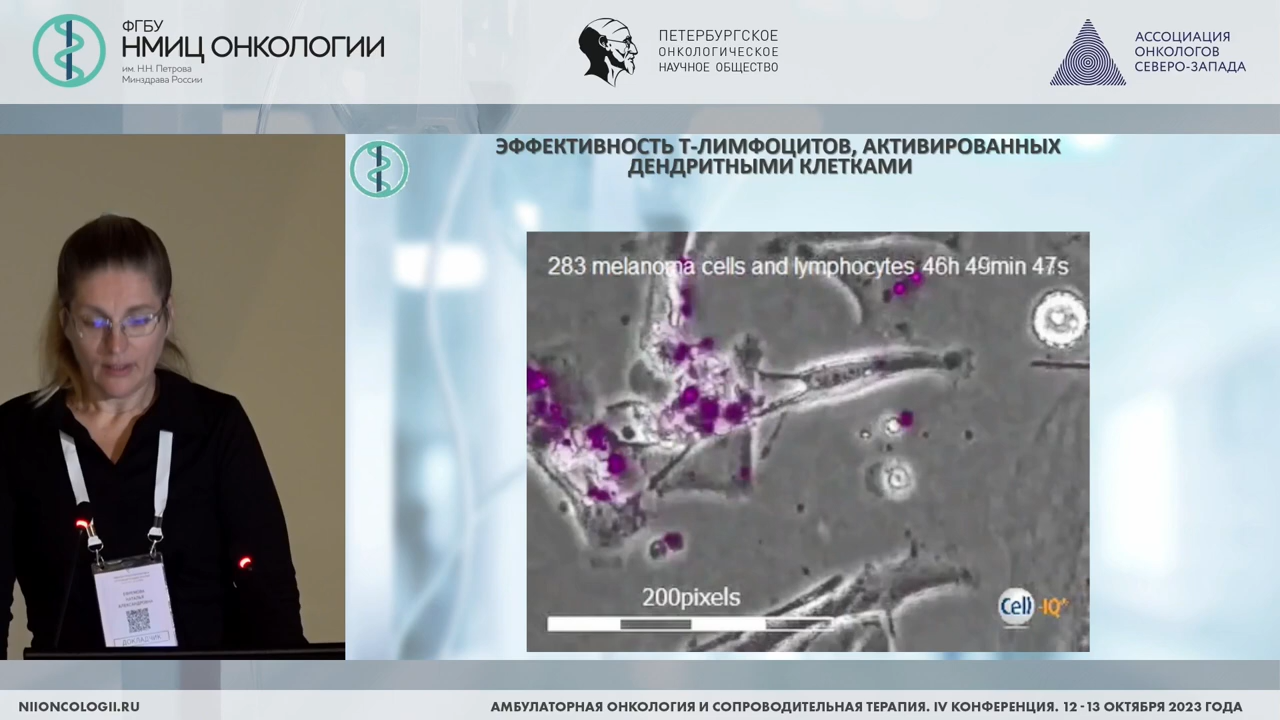 ФГБУ
НМИЦ ОНКОЛОГИИ
им. Н.Н. Петрова
Минздрава России
ПЕТЕРБУРГСКОЕ
ОНКОЛОГИЧЕСКОЕ
НАУЧНОЕ ОБЩЕСТВО
АССОЦИАЦИЯ
ОНКОЛОГОВ
СЕВЕРО-ЗАПАДА
ЭФФЕКТИВНОСТЬ Т-ЛИМФОЦИТОВ, АКТИВИРОВАННЫХ
ДЕНДРИТНЫМИ КЛЕТКАМИ
283 melanoma cells and lymphocytes 46h 49min 47s
200pixels
Cell-IQ
ДОКЛАДЧИК
NIIONCOLOGII.RU
АМБУЛАТОРНАЯ ОНКОЛОГИЯ И СОПРОВОДИТЕЛЬНАЯ ТЕРАПИЯ. IV КОНФЕРЕНЦИЯ. 12-13 ОКТЯБРЯ 2023 ГОДА